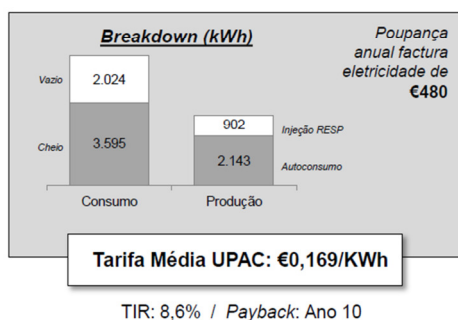 Breakdown (kWh)
Poupança
anual factura
eletricidade de
€480
Vazio
2.024
Cheio
3.595
902
Injeção RESP
2.143
Autoconsumo
Consumo
Produção
Tarifa Média UPAC: €0,169/KWh
TIR: 8,6% / Payback: Ano 10